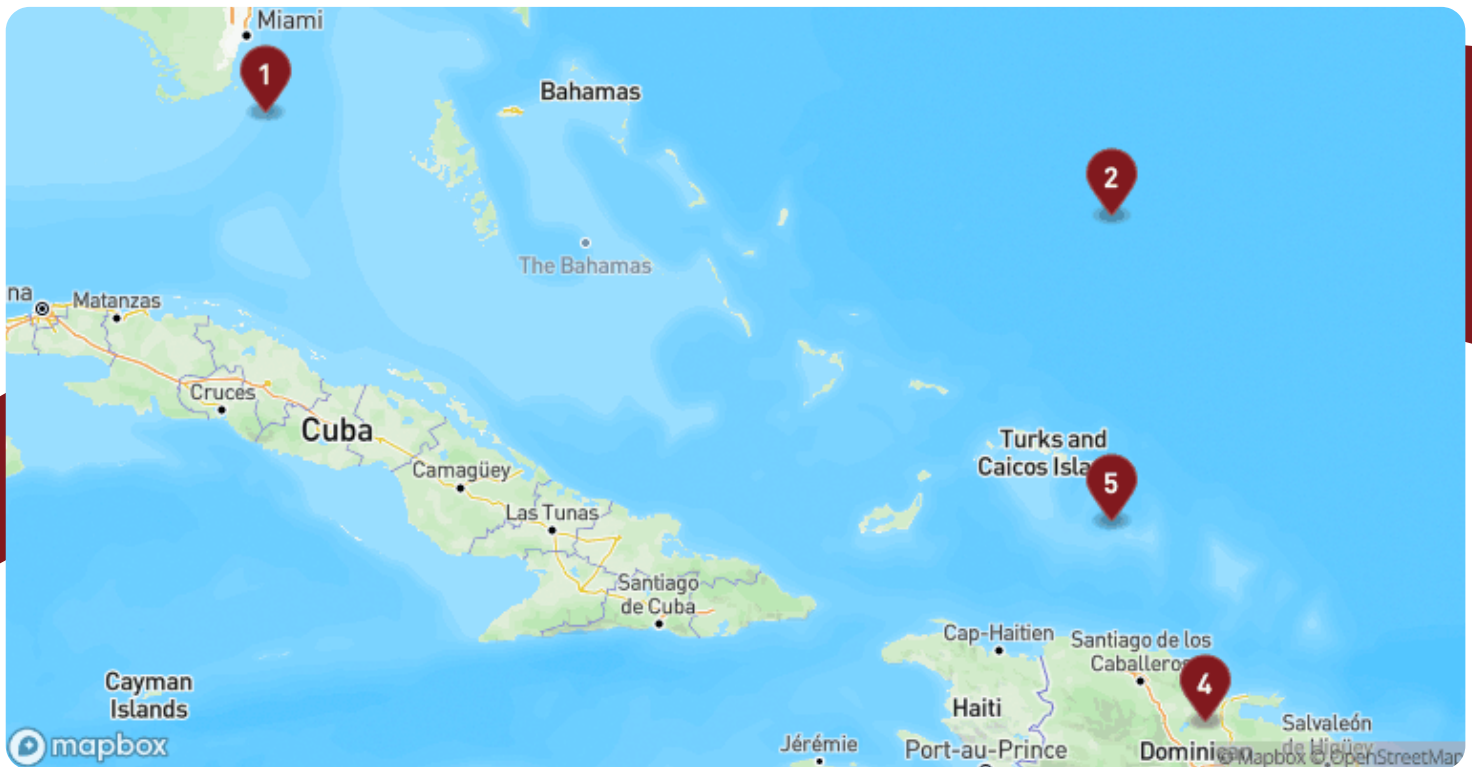 Miami
1
Bahamas
2
The Bahamas
na
Matanzas
Cruces
Cuba
Turks and
Caicos Isla
Camagüey
5
Las Tunas
Santiago
de Cuba
Cap-Haitien
Santiago de los
Caballeros
4
Cayman
Islands
Haiti
Salvaleón
de Higüey
Jérémie
Port-au-Prince
Domini
mapbox
© Mapbox © OpenStreetMap